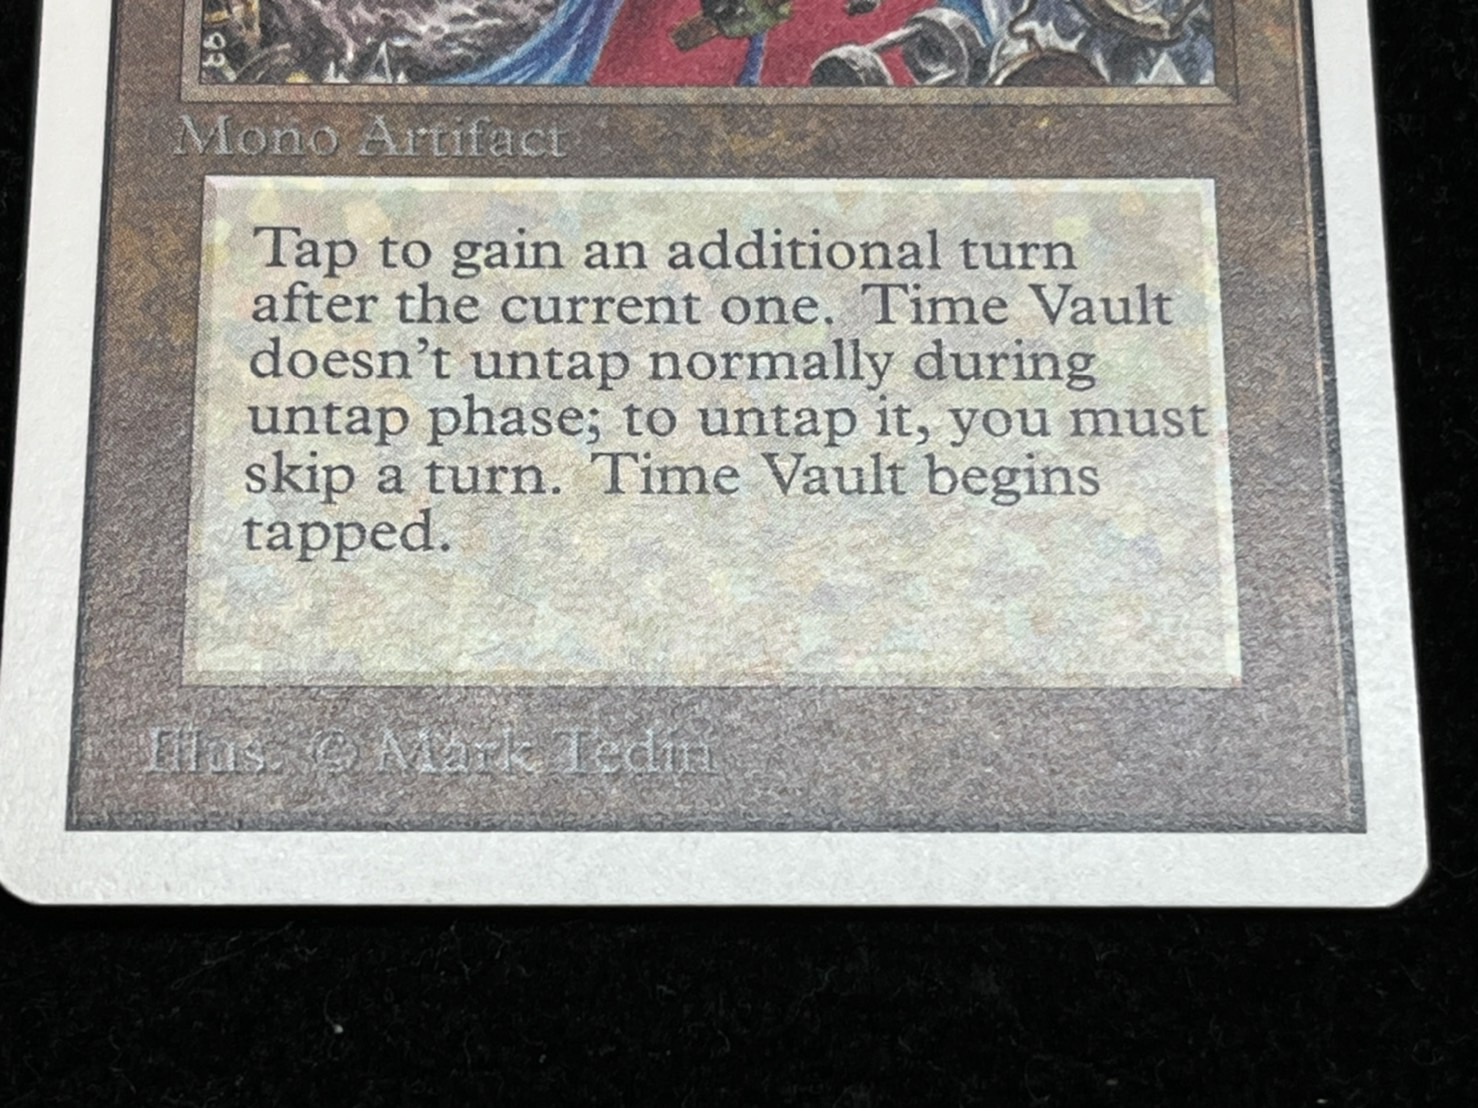 Mono Artifact
Tap to gain an additional turn
after the current one. Time Vault
doesn't untap normally during
untap phase; to untap it, you must
skip a turn. Time Vault begins
tapped.
Illus. © Mark Tedin